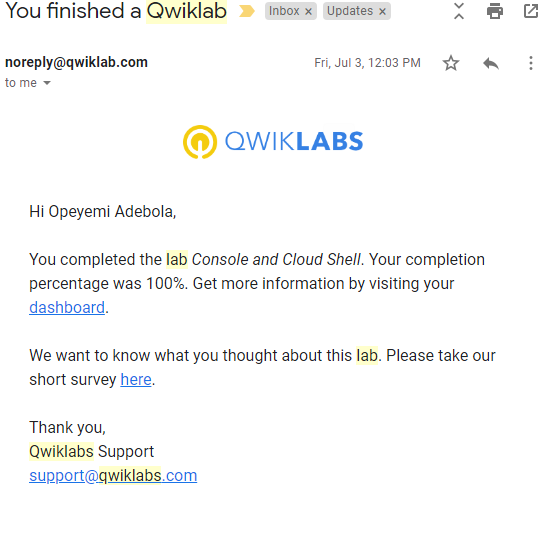 You finished a Qwiklab Inbox x Updates x
noreply@qwiklab.com Fri, Jul 3, 12:03 PM
to me
QWIKLABS
Hi Opeyemi Adebola,
You completed the lab Console and Cloud Shell. Your completion
percentage was 100%. Get more information by visiting your
dashboard.
We want to know what you thought about this lab. Please take our
short survey here.
Thank you,
Qwiklabs Support
support@qwiklabs.com